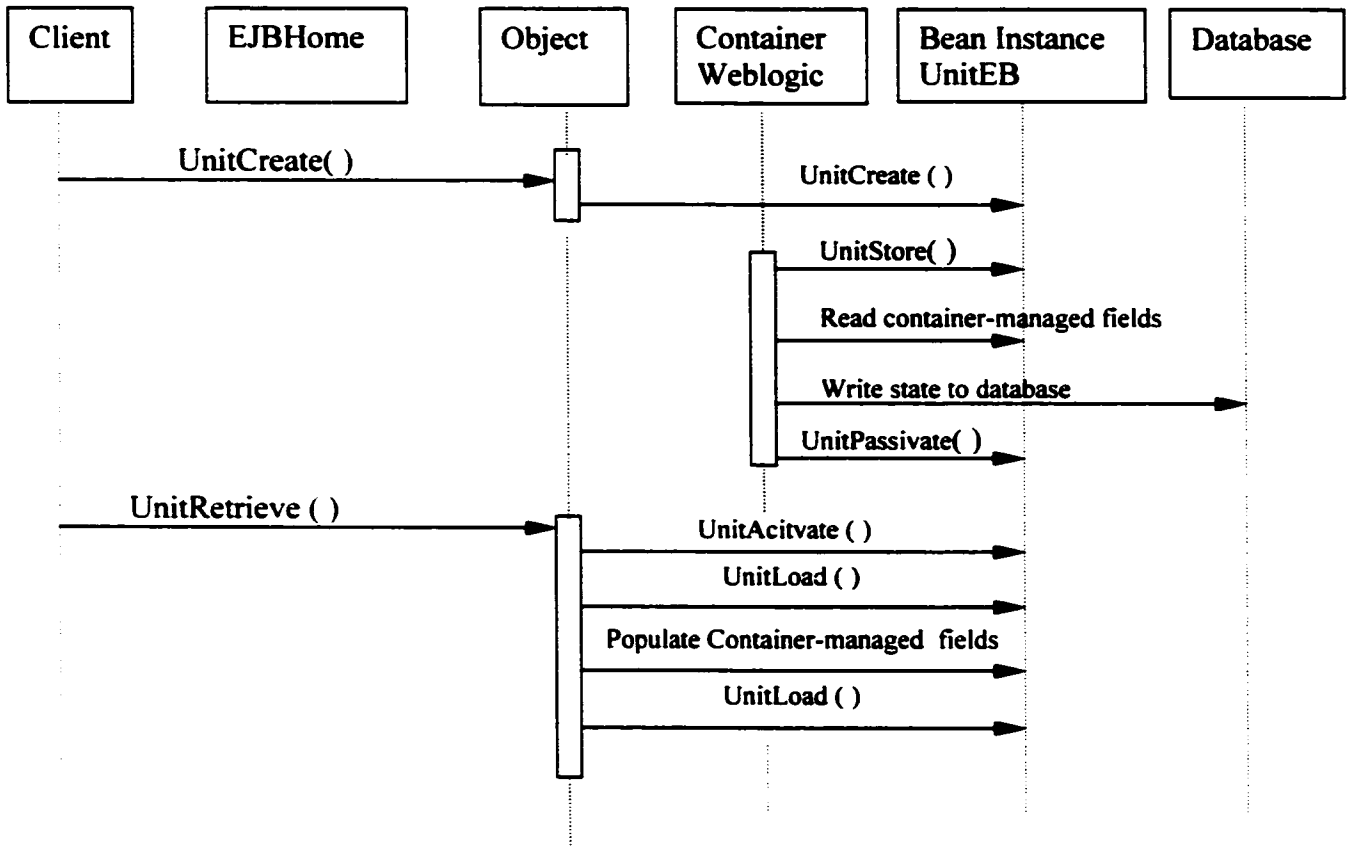 Client
EJBHome
Object
Container
Weblogic
Bean Instance
UnitEB
Database
UnitCreate( )
UnitCreate ( )
UnitStore( )
Read container-managed fields
Write state to database
UnitPassivate( )
UnitRetrieve ( )
UnitAcitvate ( )
UnitLoad ( )
Populate Container-managed fields
UnitLoad ( )